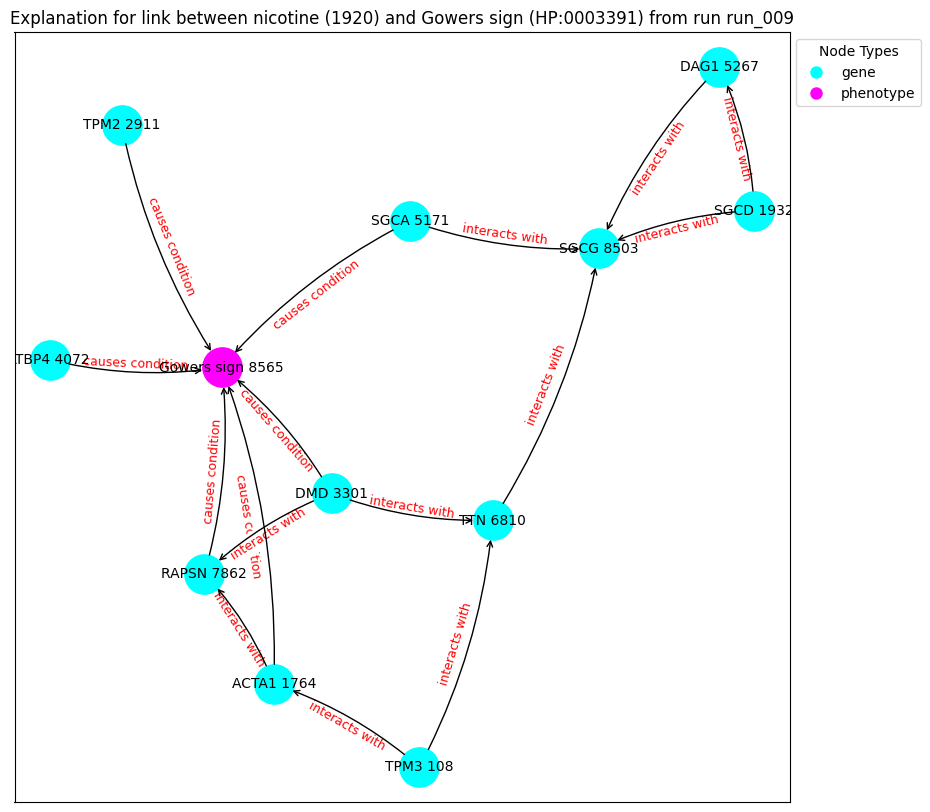 Explanation for link between nicotine (1920) and Gowers sign (HP:0003391) from run run_009
Node Types
gene
phenotype
DAG1 5267
TPM2 2911
interacts with
interacts with
SGCD 1932
SGCA 5171
interacts with
interacts with
SGCG 8503
causes condition
causes condition
TBP4 4072
causes condition
Gowers sign 8565
interacts with
causes condition
causes condition
DMD 3301
interacts with
TTN 6810
interacts with
RAPSN 7862
interacts with
interacts with
ACTA1 1764
interacts with
TPM3 108